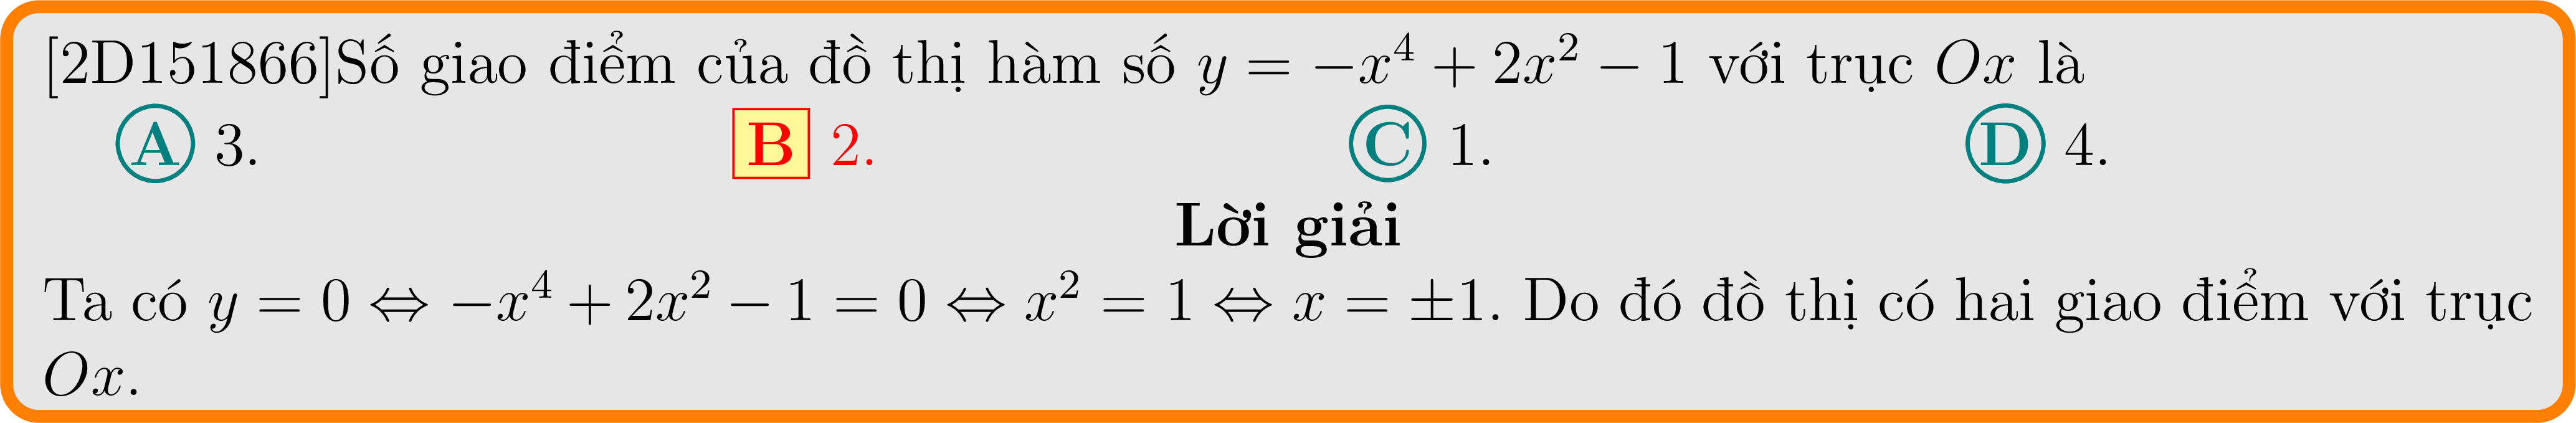 [2D151866]Số giao điểm của đồ thị hàm số $y = -x^4 + 2x^2 - 1$ với trục $Ox$ là
A 3. B 2. C 1. D 4.
Lời giải
Ta có $y = 0 \Leftrightarrow -x^4 + 2x^2 - 1 = 0 \Leftrightarrow x^2 = 1 \Leftrightarrow x = \pm 1$. Do đó đồ thị có hai giao điểm với trục
$Ox$.